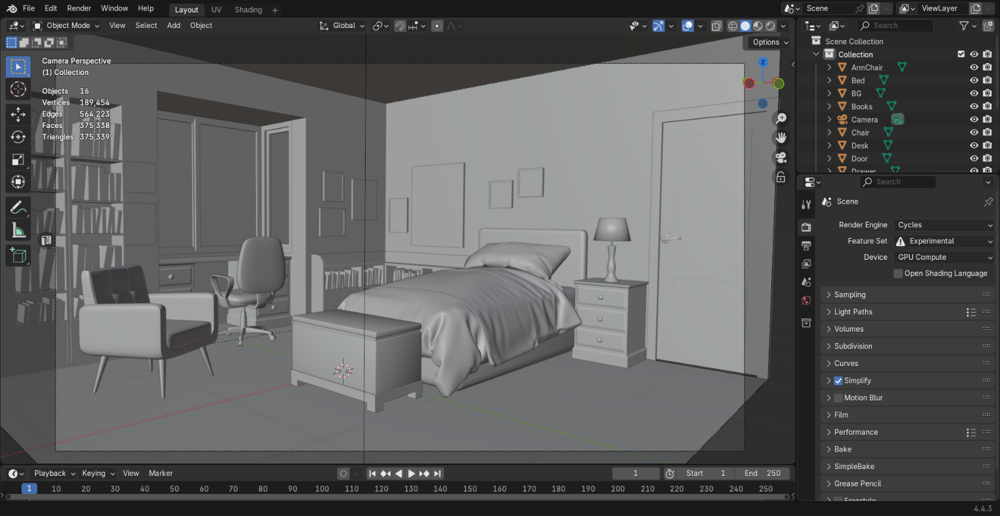 File Edit Render Window Help Layout UV Shading + Scene ViewLayer
Object Mode View Select Add Object Global Search
Options
Camera Perspective
(1) Collection
Objects 16
Vertices 189,454
Edges 564,223
Faces 375,338
Triangles 375,339
Z
Scene Collection
Collection
ArmChair
Bed
BG
Books
Camera
Chair
Desk
Door
Drawer
Search
Scene
Render Engine Cycles
Feature Set Experimental
Device GPU Compute
Open Shading Language
Sampling
Light Paths
Volumes
Subdivision
Curves
Simplify
Motion Blur
Film
Performance
Bake
SimpleBake
Grease Pencil
Freestyle
Playback Keying View Marker 1 Start 1 End 250
1 10 20 30 40 50 60 70 80 90 100 110 120 130 140 150 160 170 180 190 200 210 220 230 240 250
4.4.3